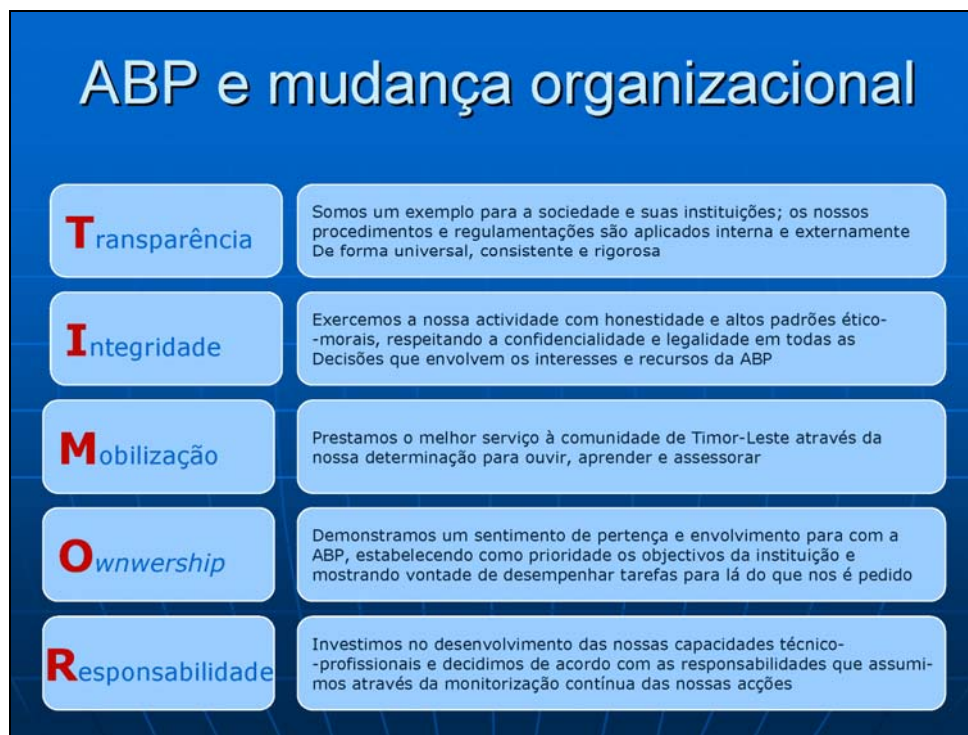 ABP e mudança organizacional
Transparência
Somos um exemplo para a sociedade e suas instituições; os nossos
procedimentos e regulamentações são aplicados interna e externamente
De forma universal, consistente e rigorosa
Integridade
Exercemos a nossa actividade com honestidade e altos padrões ético-
-morais, respeitando a confidencialidade e legalidade em todas as
Decisões que envolvem os interesses e recursos da ABP
Mobilização
Prestamos o melhor serviço à comunidade de Timor-Leste através da
nossa determinação para ouvir, aprender e assessorar
Ownwership
Demonstramos um sentimento de pertença e envolvimento para com a
ABP, estabelecendo como prioridade os objectivos da instituição e
mostrando vontade de desempenhar tarefas para lá do que nos é pedido
Responsabilidade
Investimos no desenvolvimento das nossas capacidades técnico-
-profissionais e decidimos de acordo com as responsabilidades que assumi-
mos através da monitorização contínua das nossas acções